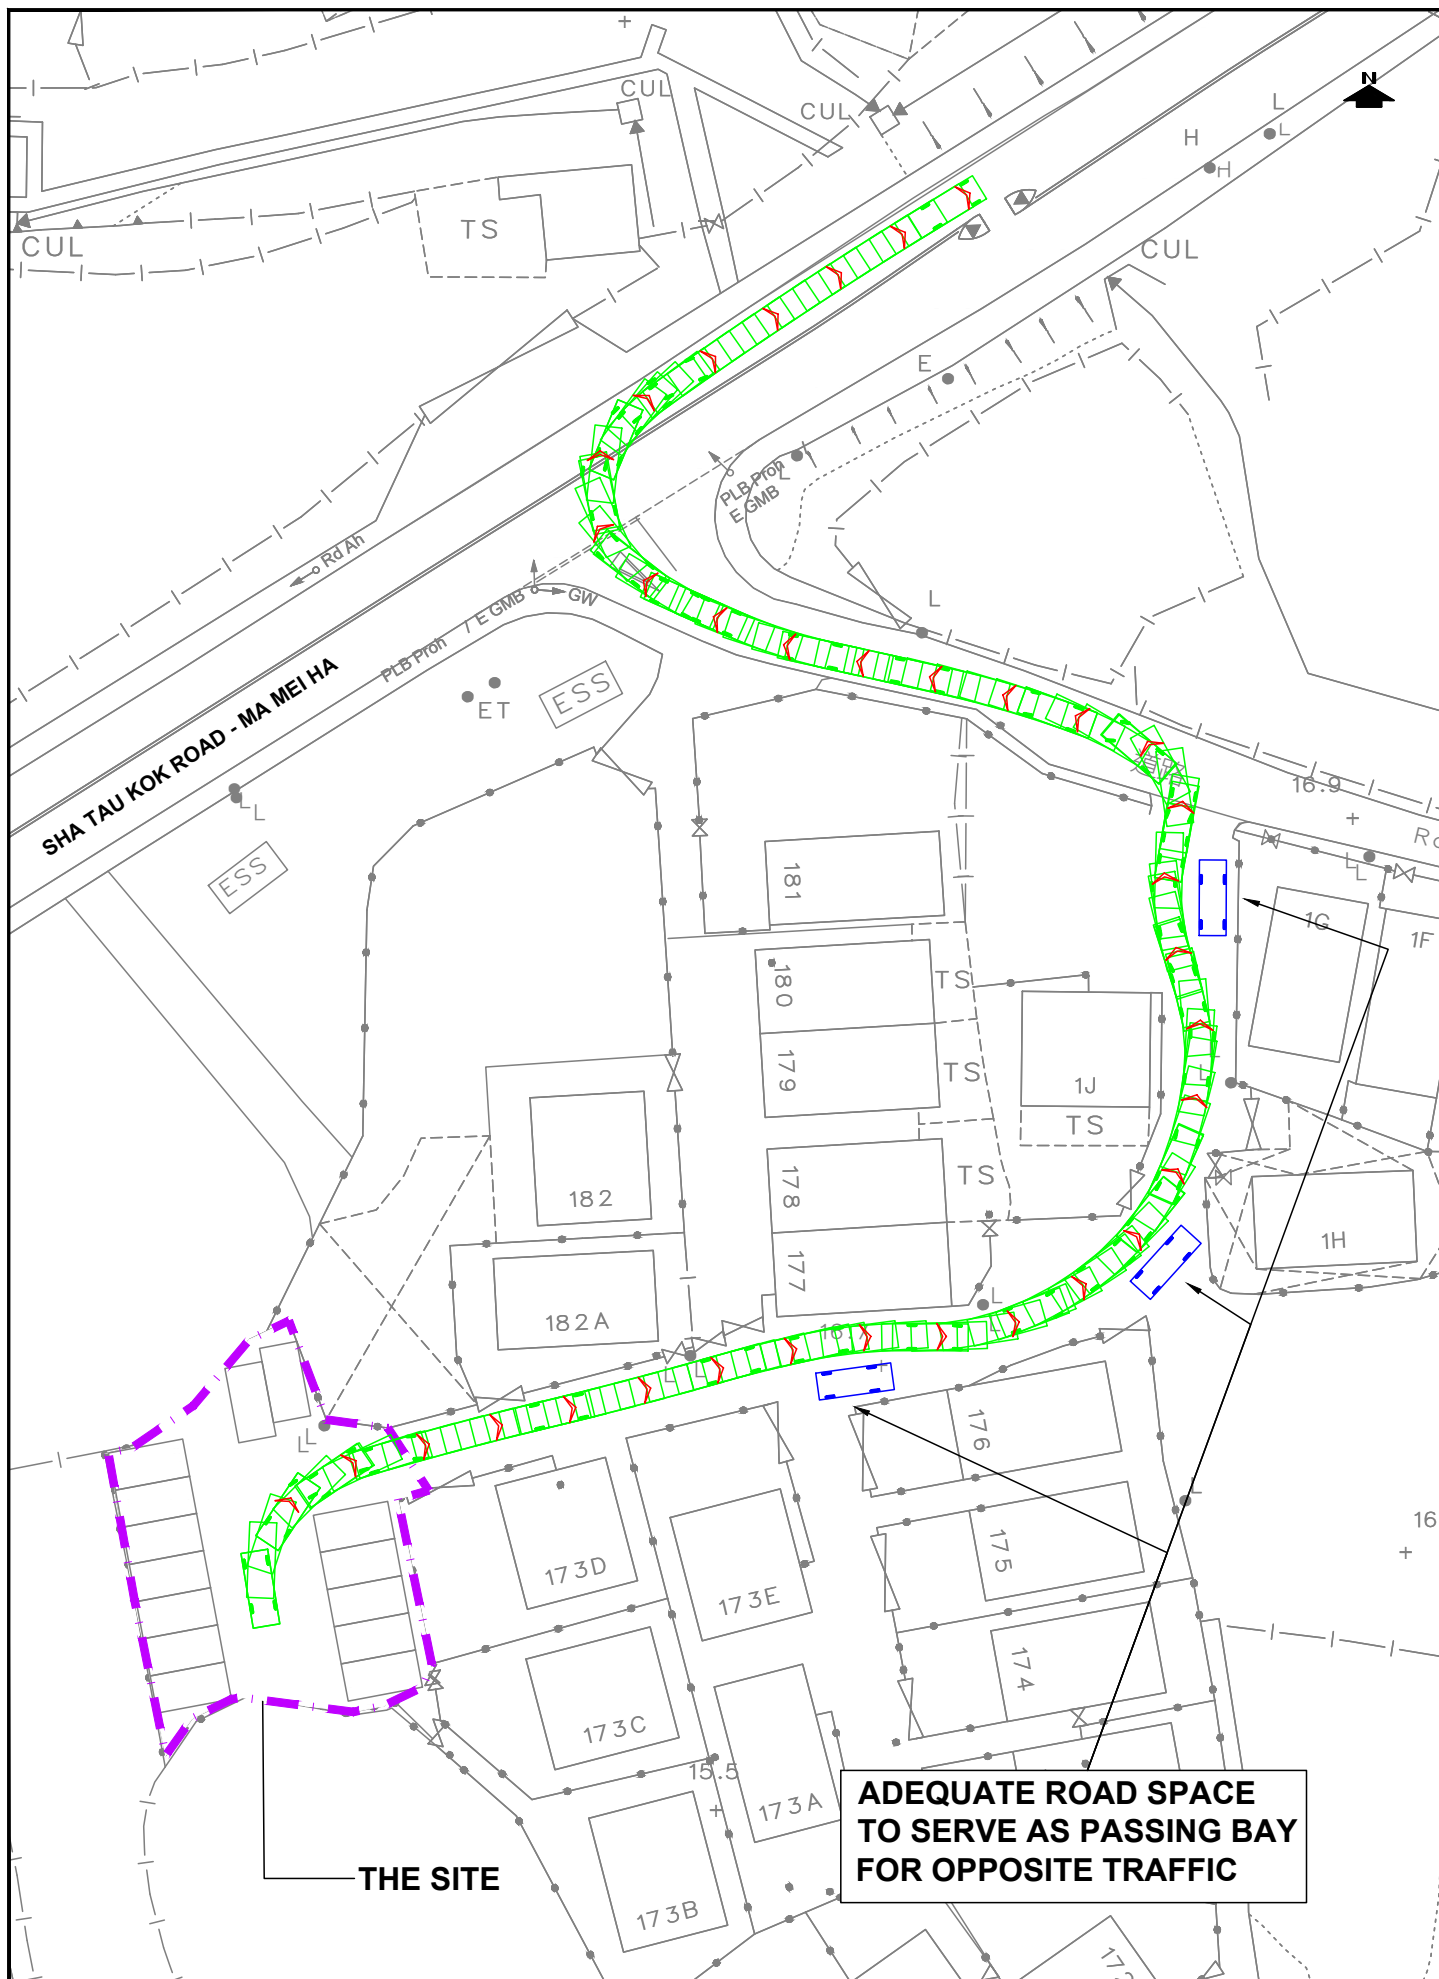 N
CUL
CUL
L
L
H
H
TS
CUL
CUL
E
L
PLB Proh
E GMB
Rd Ah
L
GW
E GMB
/
PLB Proh
SHA TAU KOK ROAD - MA MEI HA
ET
ESS
ESS
L
L
16.9
L
L
181
1G
1F
180
TS
179
TS
1J
TS
L
178
TS
182
177
1H
182A
L
L
L
L
L
L
L
176
175
L
16
173D
173E
174
173C
15.5
173A
173B
THE SITE
ADEQUATE ROAD SPACE
TO SERVE AS PASSING BAY
FOR OPPOSITE TRAFFIC